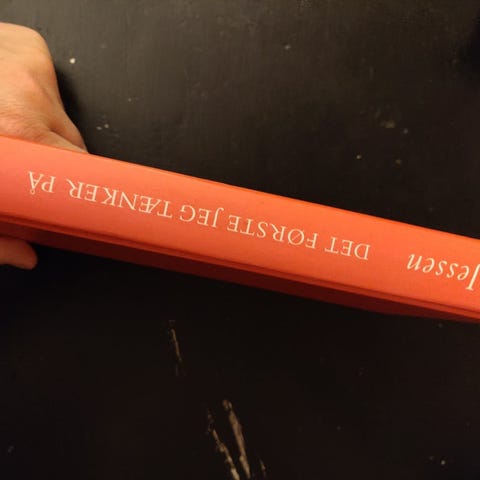 Jessen DET FØRSTE JEG TÆNKER PÅ